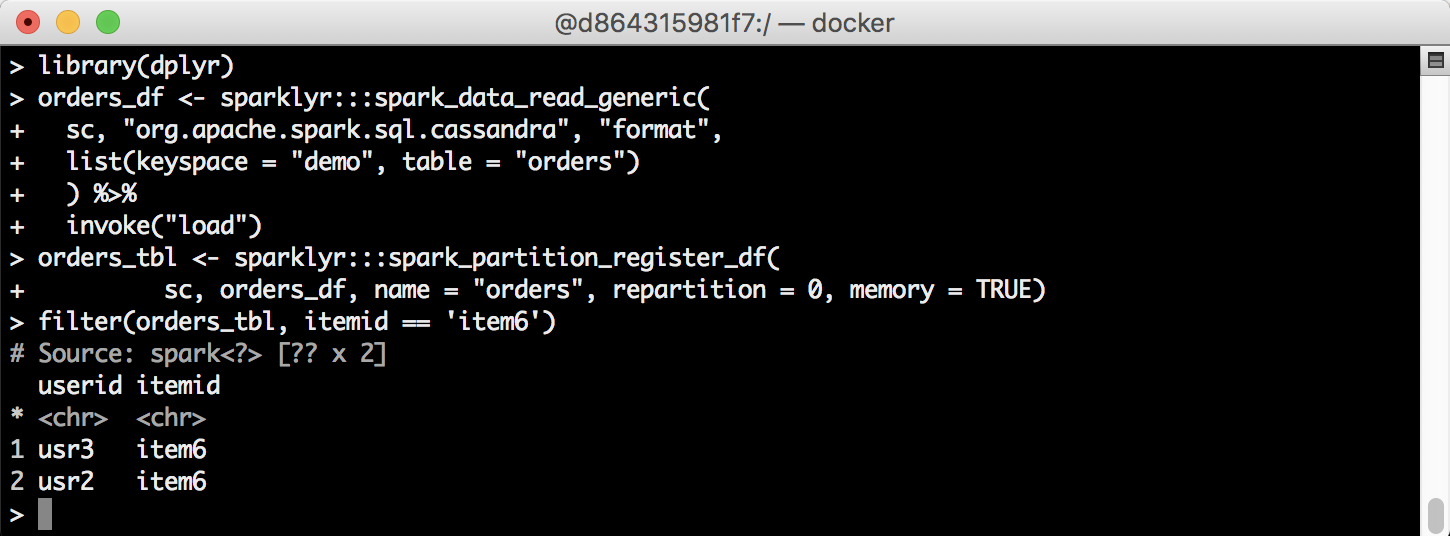 @d864315981f7:/ — docker
> library(dplyr)
> orders_df <- sparklyr:::spark_data_read_generic(
+   sc, "org.apache.spark.sql.cassandra", "format",
+   list(keyspace = "demo", table = "orders")
+   ) %>%
+   invoke("load")
> orders_tbl <- sparklyr:::spark_partition_register_df(
+          sc, orders_df, name = "orders", repartition = 0, memory = TRUE)
> filter(orders_tbl, itemid == 'item6')
# Source: spark<?> [?? x 2]
  userid itemid
* <chr>  <chr>
1 usr3   item6
2 usr2   item6
>